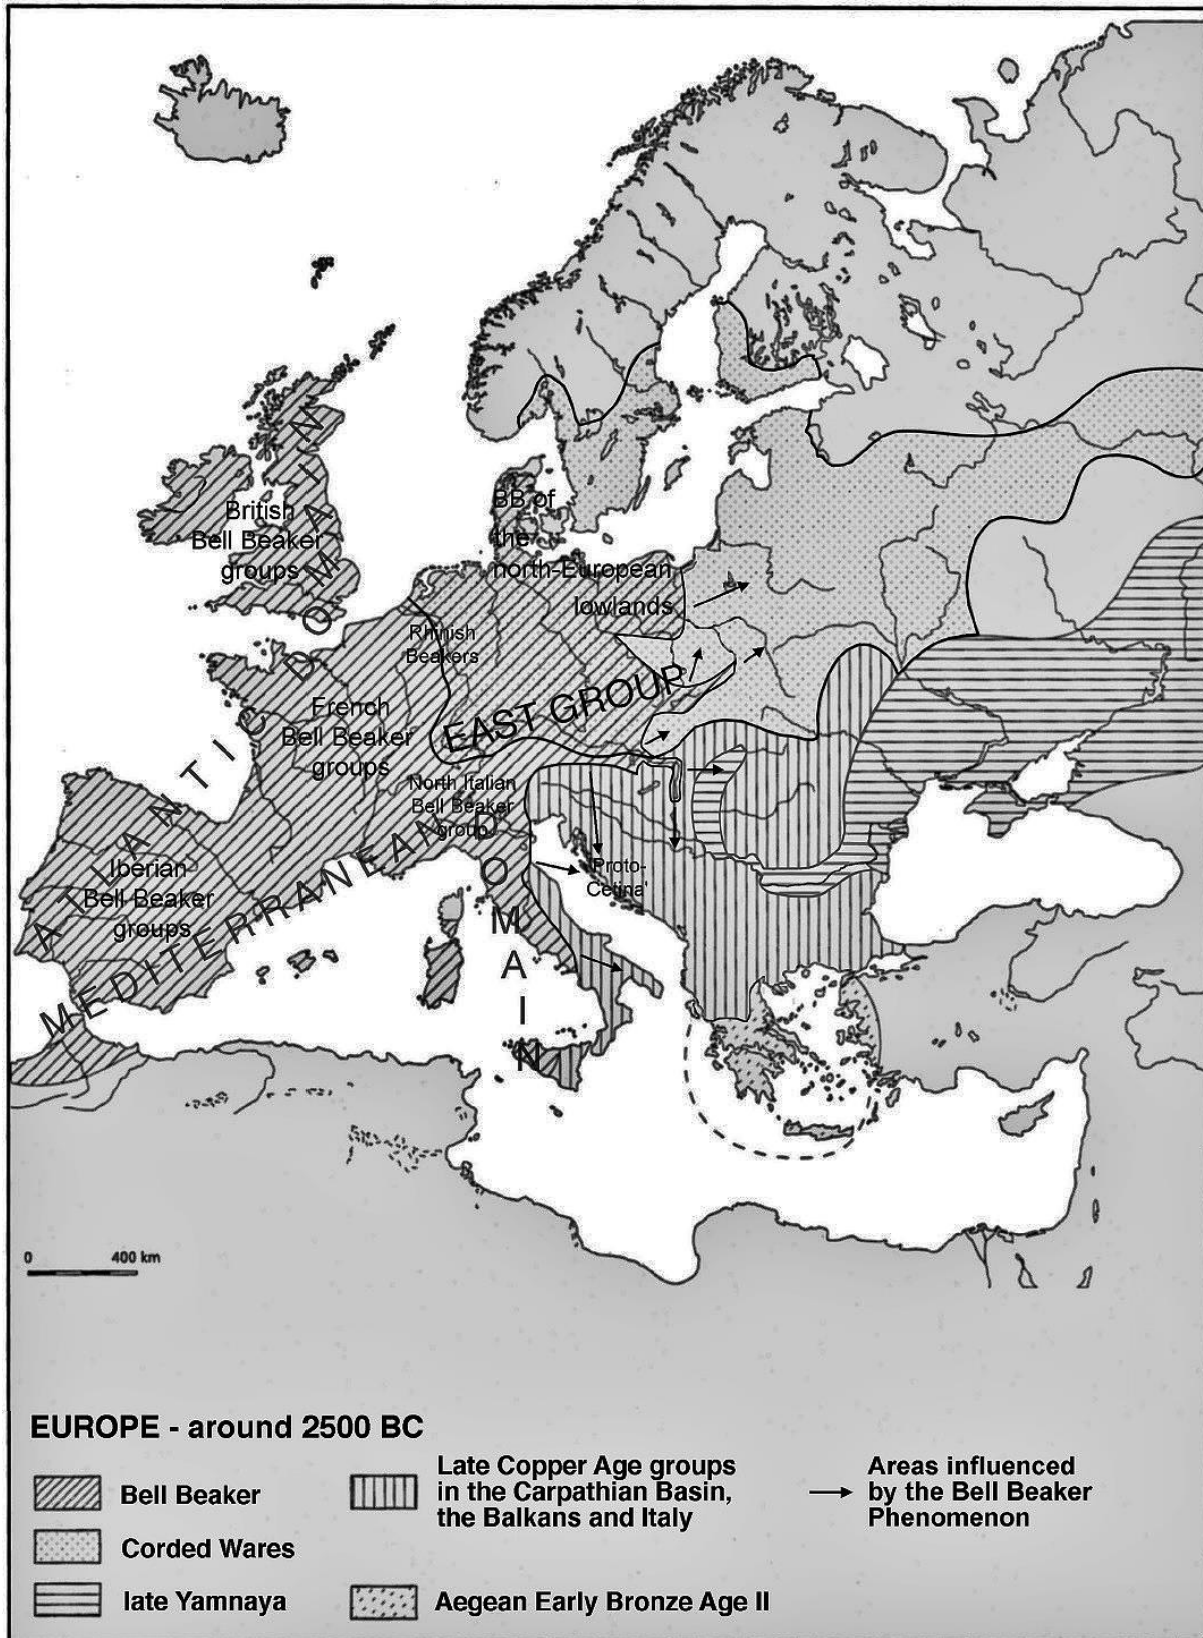 BB of
the
north-European
lowlands
British
Bell Beaker
groups
Rhinish
Beakers
EAST GROUP
French
Bell Beaker
groups
North Italian
Bell Beaker
group
'Proto-
Cetina'
Iberian
Bell Beaker
groups
ATLANTIC DOMAIN
MEDITERRANEAN DOMAIN
0 400 km
EUROPE - around 2500 BC
Bell Beaker
Corded Wares
late Yamnaya
Late Copper Age groups
in the Carpathian Basin,
the Balkans and Italy
Aegean Early Bronze Age II
Areas influenced
by the Bell Beaker
Phenomenon